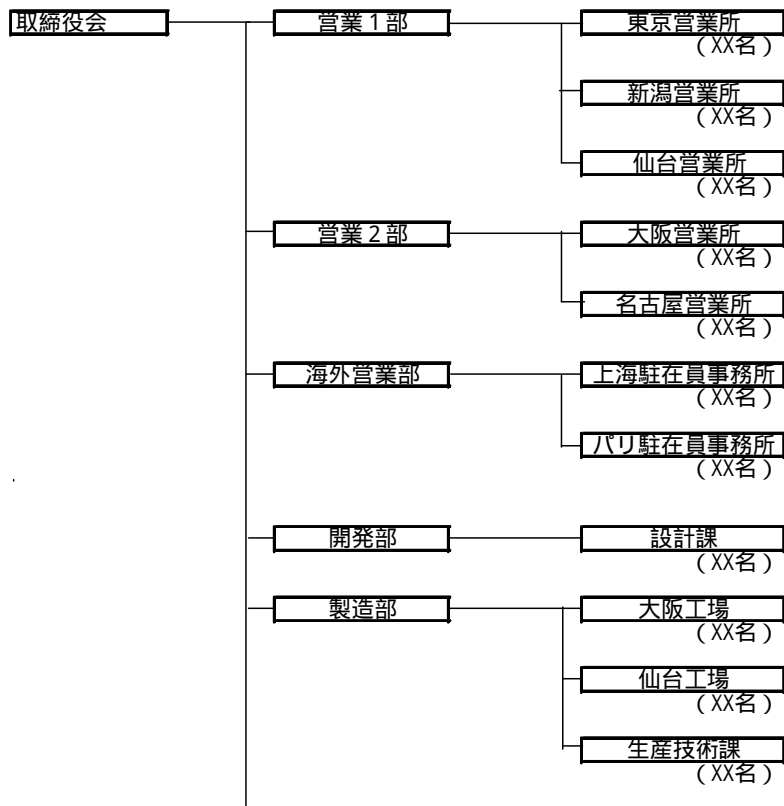 取締役会
営業１部
東京営業所
（XX名）
新潟営業所
（XX名）
仙台営業所
（XX名）
営業２部
大阪営業所
（XX名）
名古屋営業所
（XX名）
海外営業部
上海駐在員事務所
（XX名）
パリ駐在員事務所
（XX名）
開発部
設計課
（XX名）
製造部
大阪工場
（XX名）
仙台工場
（XX名）
生産技術課
（XX名）